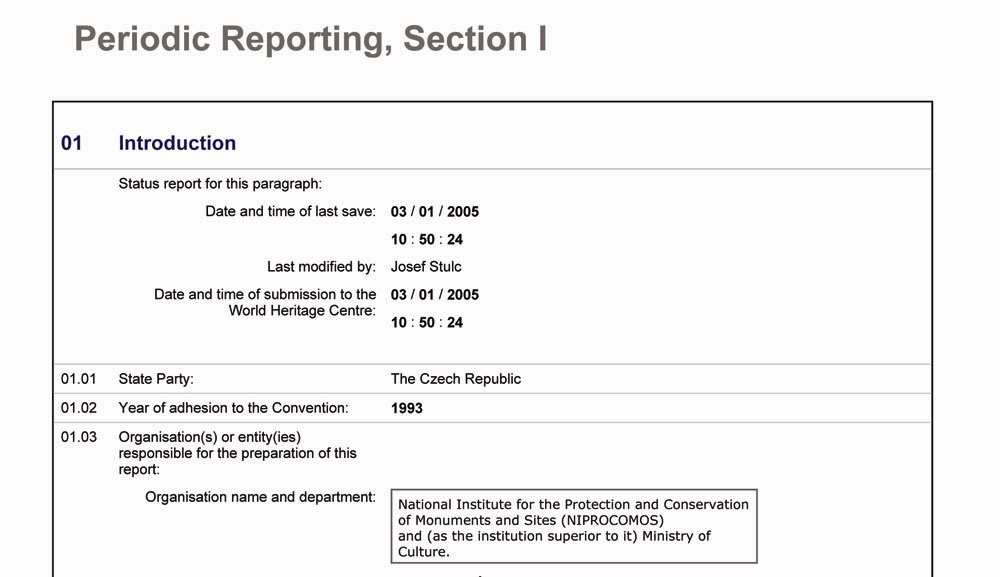 Periodic Reporting, Section I
01 Introduction
Status report for this paragraph:
Date and time of last save: 03 / 01 / 2005
10 : 50 : 24
Last modified by: Josef Stulc
Date and time of submission to the 03 / 01 / 2005
World Heritage Centre:
10 : 50 : 24
01.01 State Party: The Czech Republic
01.02 Year of adhesion to the Convention: 1993
01.03 Organisation(s) or entity(ies)
responsible for the preparation of this
report:
Organisation name and department:
National Institute for the Protection and Conservation
of Monuments and Sites (NIPROCOMOS)
and (as the institution superior to it) Ministry of
Culture.